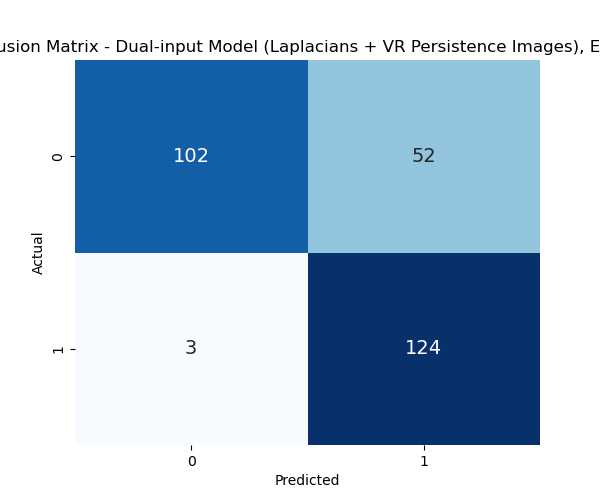 usion Matrix - Dual-input Model (Laplacians + VR Persistence Images), E
102 52
0
Actual
3 124
1
0 1
Predicted